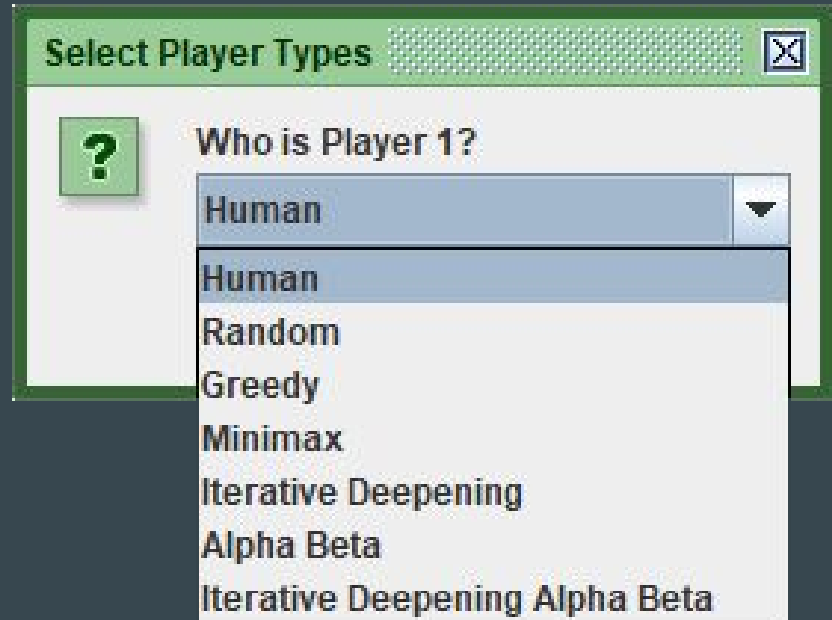 Select Player Types
?
Who is Player 1?
Human
Human
Random
Greedy
Minimax
Iterative Deepening
Alpha Beta
Iterative Deepening Alpha Beta